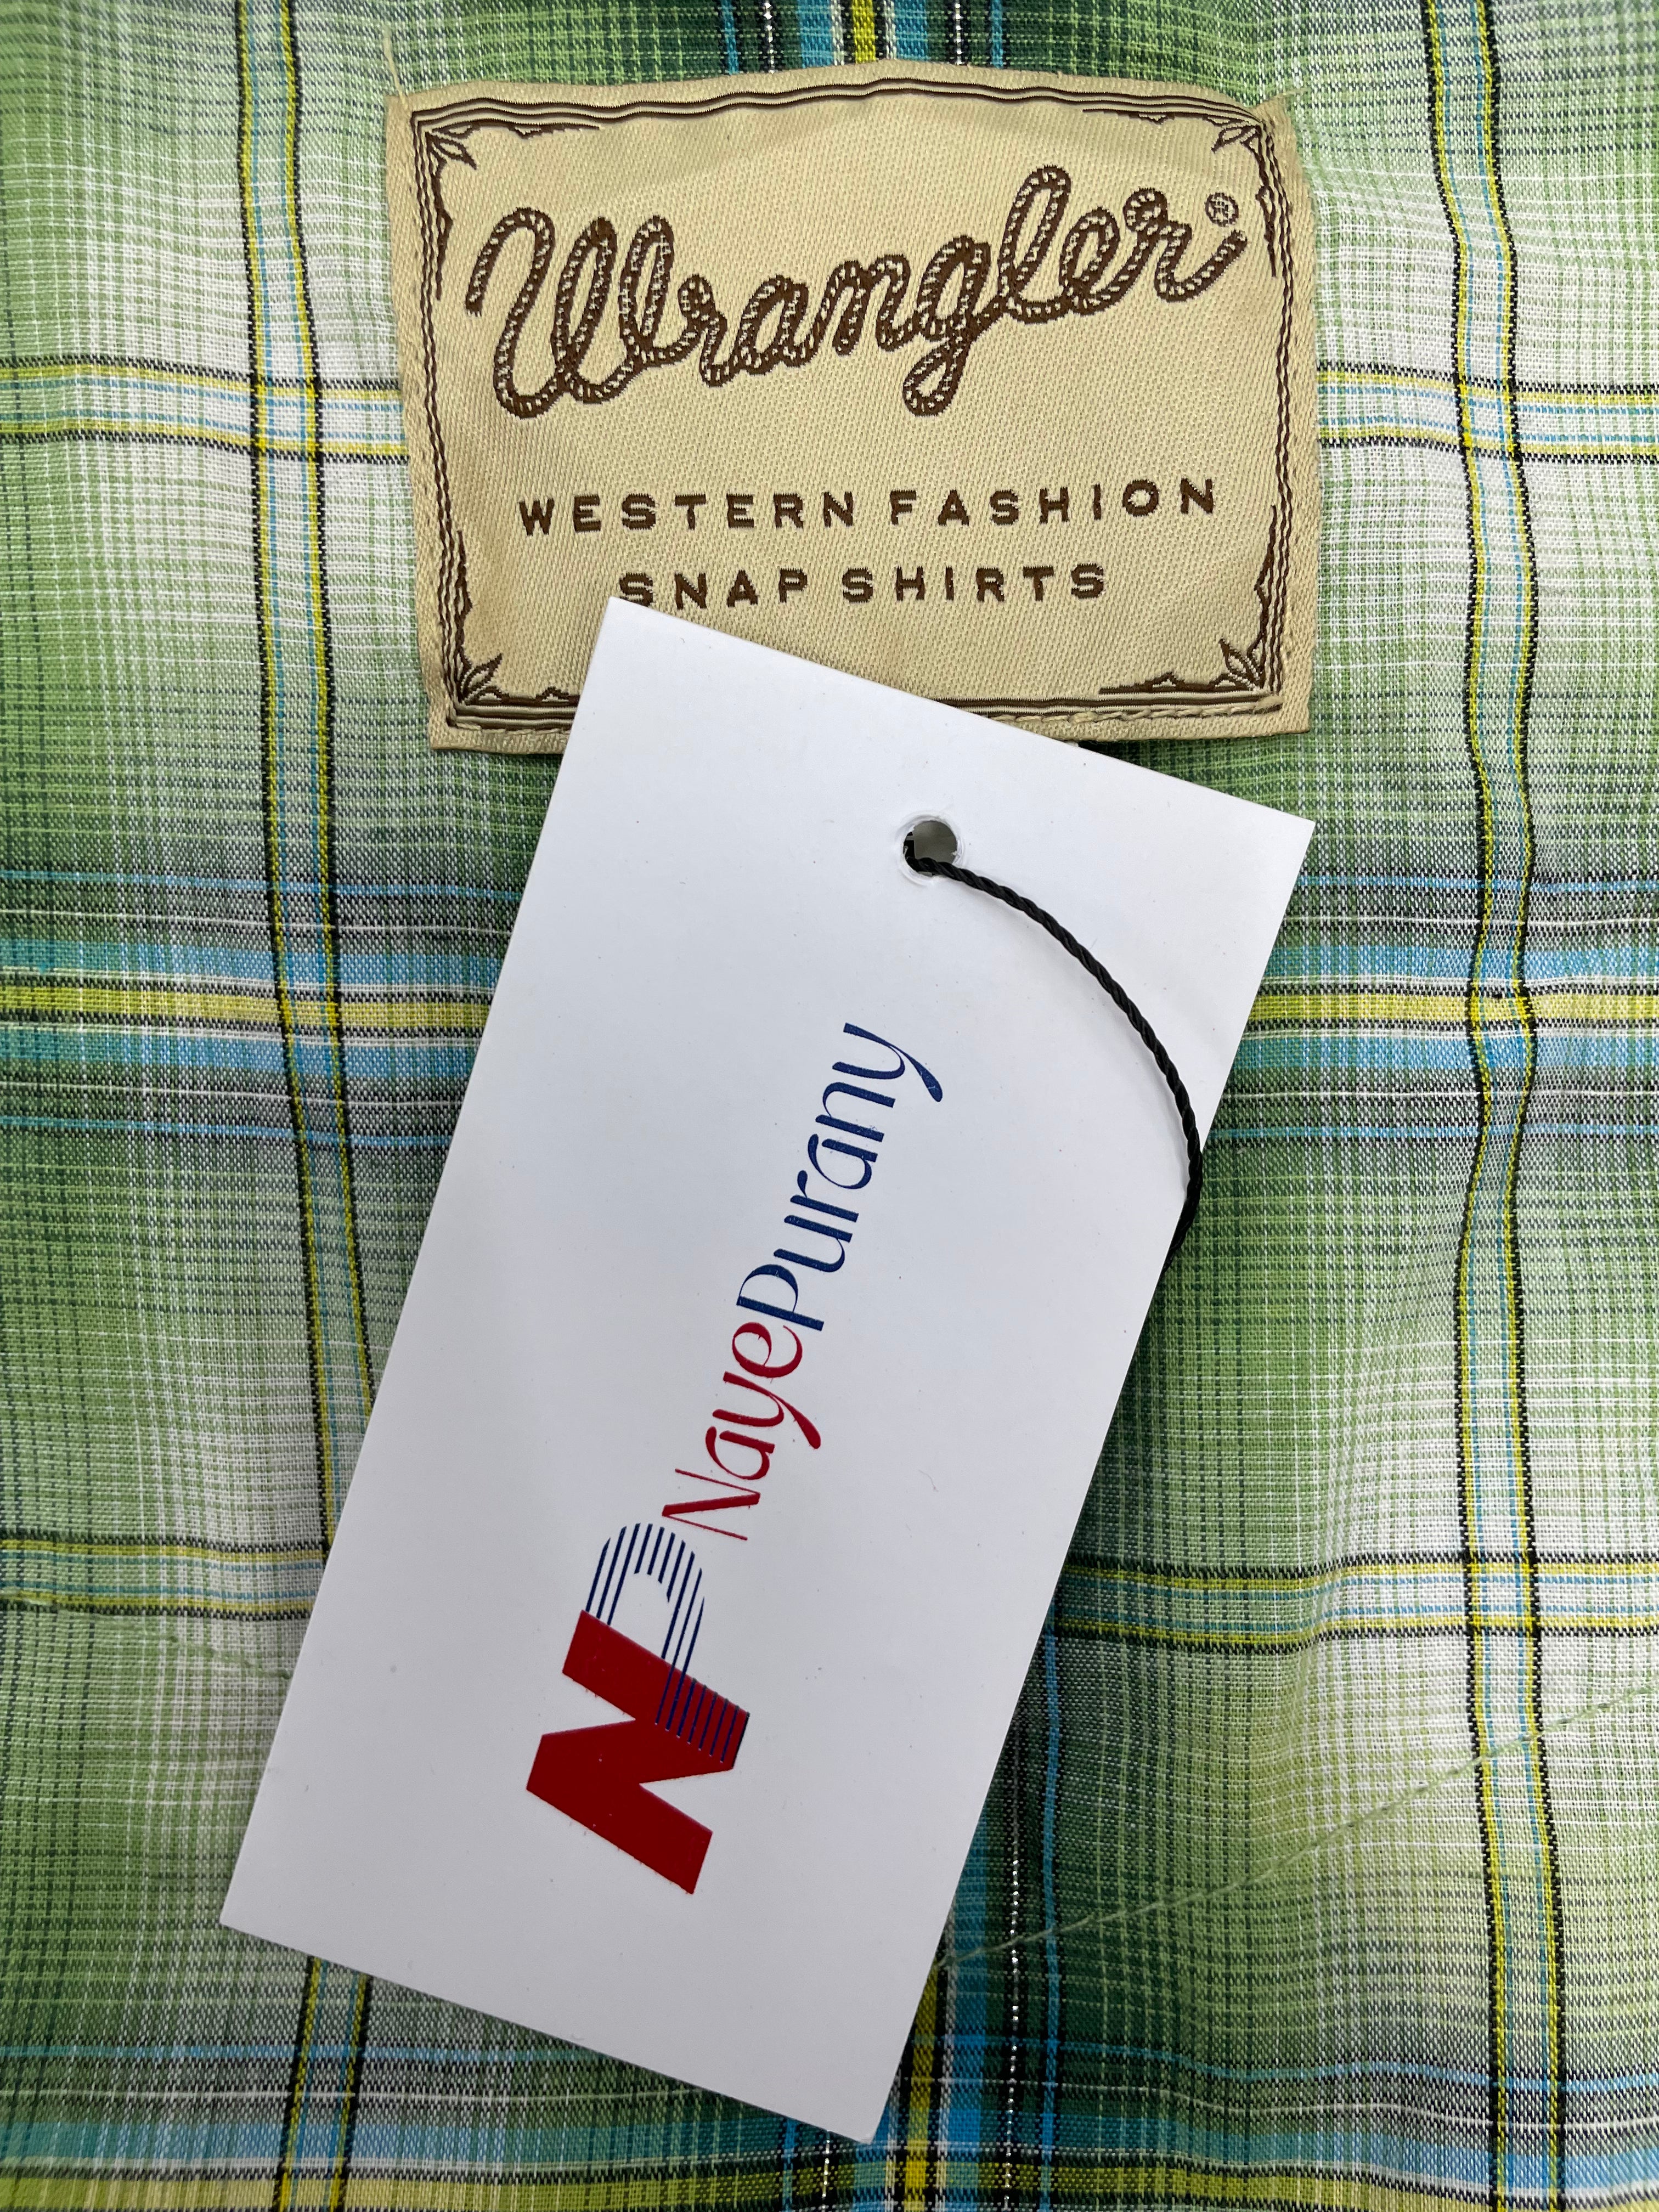 Wrangler®
WESTERN FASHION
SNAP SHIRTS
NP NayePurany